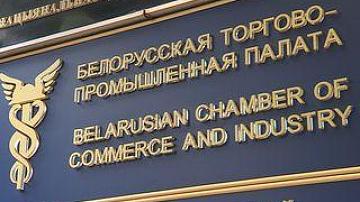 БЕЛОРУССКАЯ ТОРГОВО-
ПРОМЫШЛЕННАЯ ПАЛАТА
BELARUSIAN CHAMBER OF
COMMERCE AND INDUSTRY